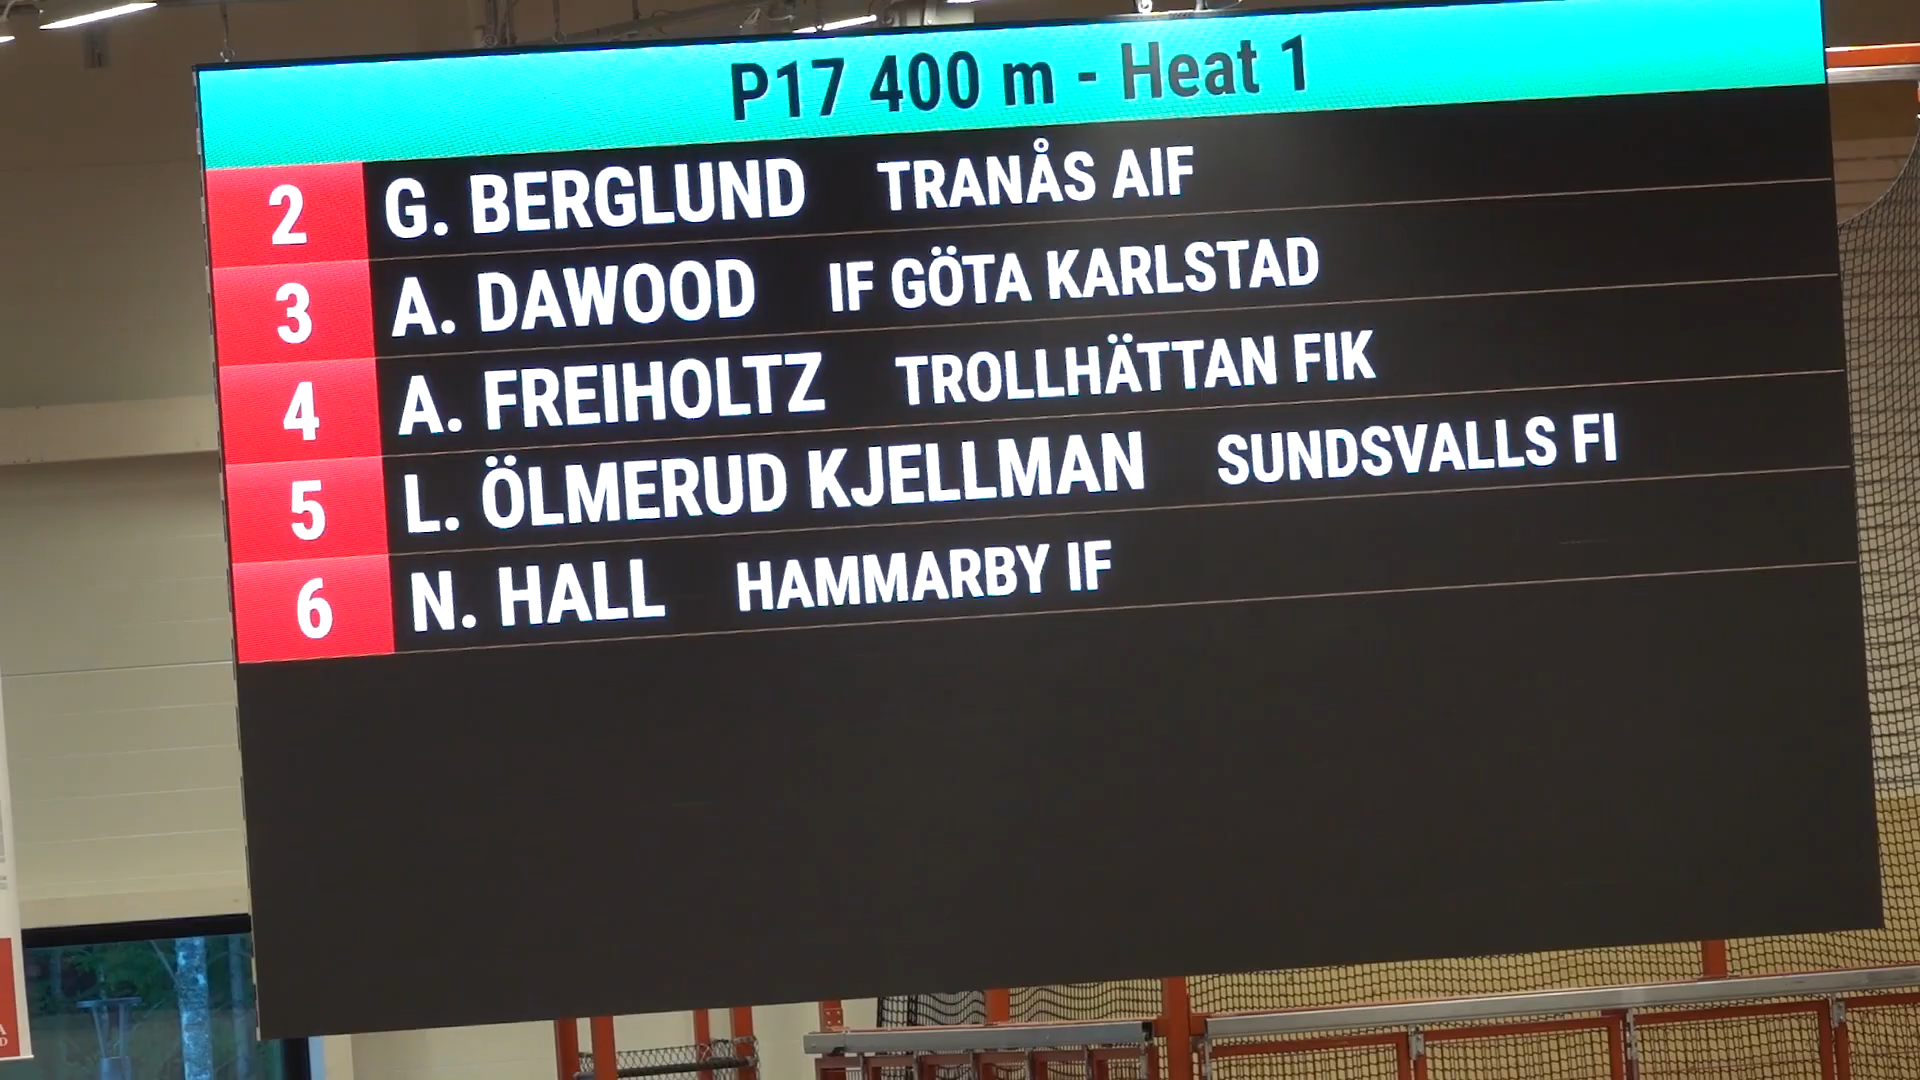 P17 400 m - Heat 1
2 G. BERGLUND TRANÅS AIF
3 A. DAWOOD IF GÖTA KARLSTAD
4 A. FREIHOLTZ TROLLHÄTTAN FIK
5 L. ÖLMERUD KJELLMAN SUNDSVALLS FI
6 N. HALL HAMMARBY IF